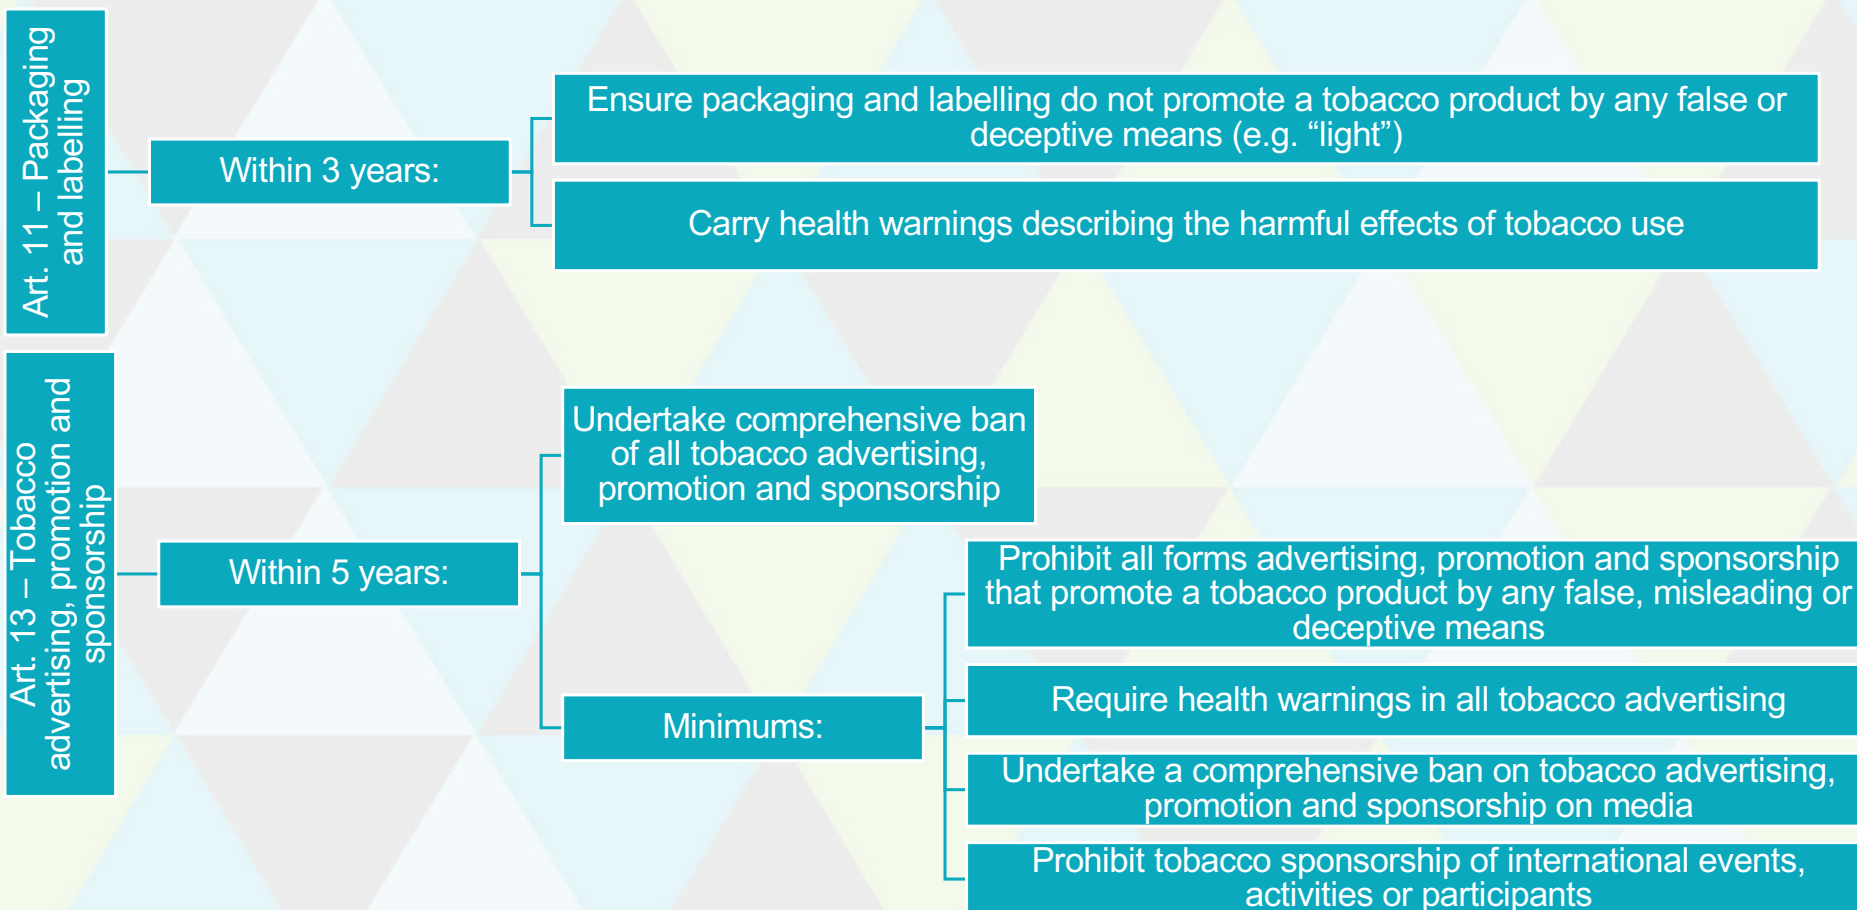 Art. 11 – Packaging
and labelling
Within 3 years:
Ensure packaging and labelling do not promote a tobacco product by any false or
deceptive means (e.g. “light”)
Carry health warnings describing the harmful effects of tobacco use
Art. 13 – Tobacco
advertising, promotion and
sponsorship
Within 5 years:
Undertake comprehensive ban
of all tobacco advertising,
promotion and sponsorship
Minimums:
Prohibit all forms advertising, promotion and sponsorship
that promote a tobacco product by any false, misleading or
deceptive means
Require health warnings in all tobacco advertising
Undertake a comprehensive ban on tobacco advertising,
promotion and sponsorship on media
Prohibit tobacco sponsorship of international events,
activities or participants